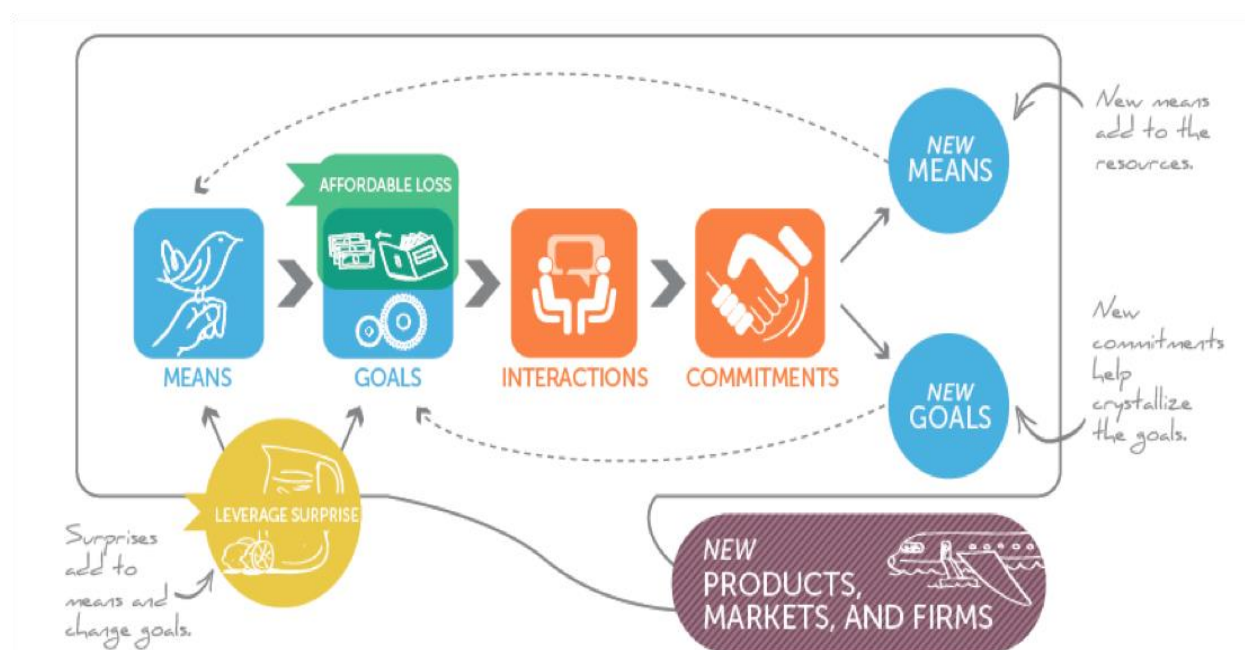 NEW
MEANS
New means
add to the
resources.
AFFORDABLE LOSS
MEANS
GOALS
INTERACTIONS
COMMITMENTS
NEW
GOALS
New
commitments
help
crystallize
the goals.
LEVERAGE SURPRISE
Surprises
add to
means and
change goals.
NEW
PRODUCTS,
MARKETS, AND FIRMS